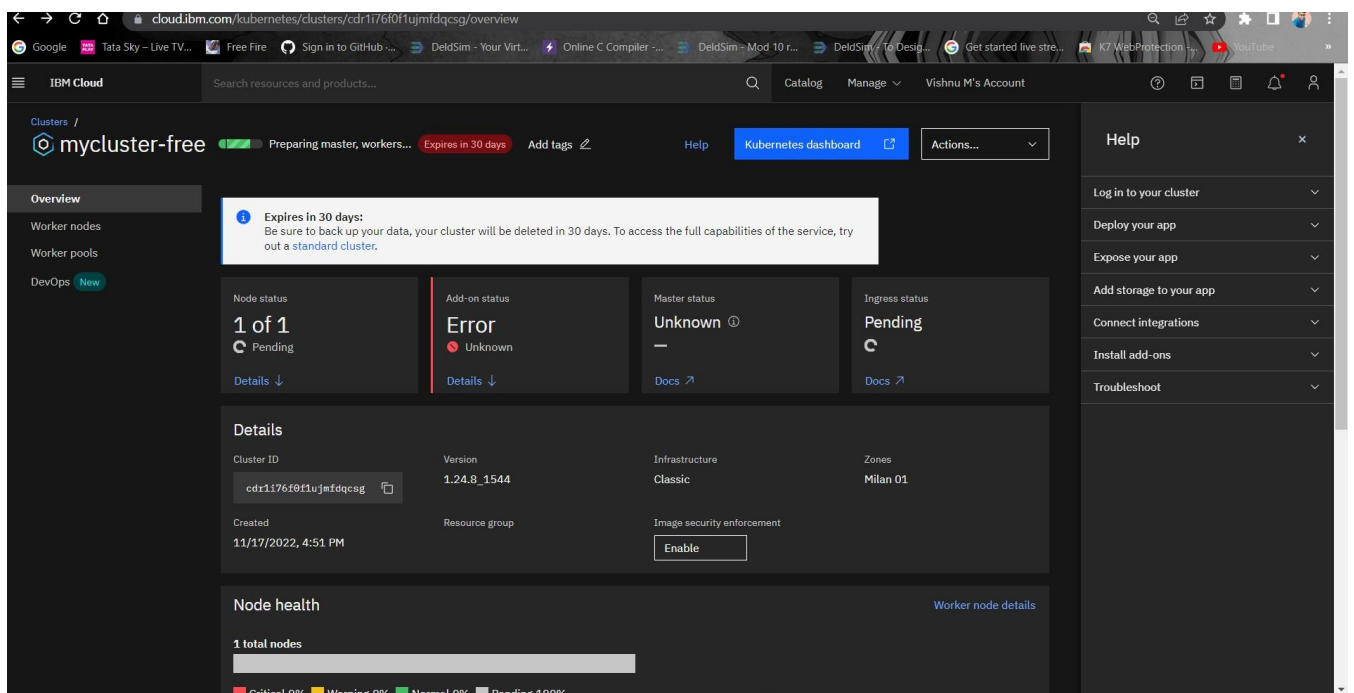 cloud.ibm.com/kubernetes/clusters/cdr1i76f0f1ujmfdqcsg/overview
Google Tata Sky – Live TV... Free Fire Sign in to GitHub ·... DeldSim - Your Virt... Online C Compiler -... DeldSim - Mod 10 r... DeldSim - To Desig... Get started live stre... K7 WebProtection -... YouTube »
IBM Cloud Search resources and products... Catalog Manage Vishnu M's Account
Clusters /
mycluster-free Preparing master, workers... Expires in 30 days Add tags Help Kubernetes dashboard Actions...
Help
Overview
Worker nodes
Worker pools
DevOps New
Expires in 30 days:
Be sure to back up your data, your cluster will be deleted in 30 days. To access the full capabilities of the service, try
out a standard cluster.
Node status
1 of 1
Pending
Details
Add-on status
Error
Unknown
Details
Master status
Unknown
—
Docs
Ingress status
Pending
Docs
Details
Cluster ID
cdr1i76f0f1ujmfdqcsg
Version
1.24.8_1544
Infrastructure
Classic
Zones
Milan 01
Created
11/17/2022, 4:51 PM
Resource group
Image security enforcement
Enable
Node health
Worker node details
1 total nodes
Critical 0% Warning 0% Normal 0% Pending 100%
Log in to your cluster
Deploy your app
Expose your app
Add storage to your app
Connect integrations
Install add-ons
Troubleshoot